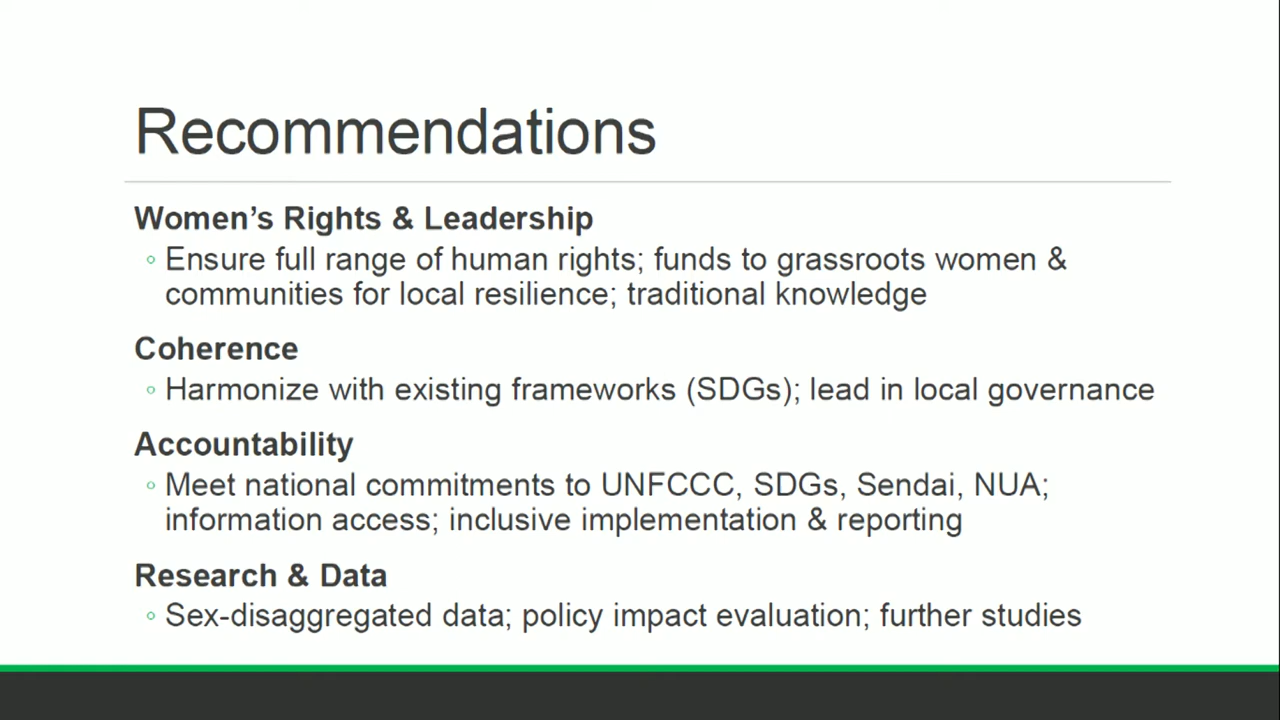 Recommendations
Women’s Rights & Leadership
◦ Ensure full range of human rights; funds to grassroots women &
communities for local resilience; traditional knowledge
Coherence
◦ Harmonize with existing frameworks (SDGs); lead in local governance
Accountability
◦ Meet national commitments to UNFCCC, SDGs, Sendai, NUA;
information access; inclusive implementation & reporting
Research & Data
◦ Sex-disaggregated data; policy impact evaluation; further studies